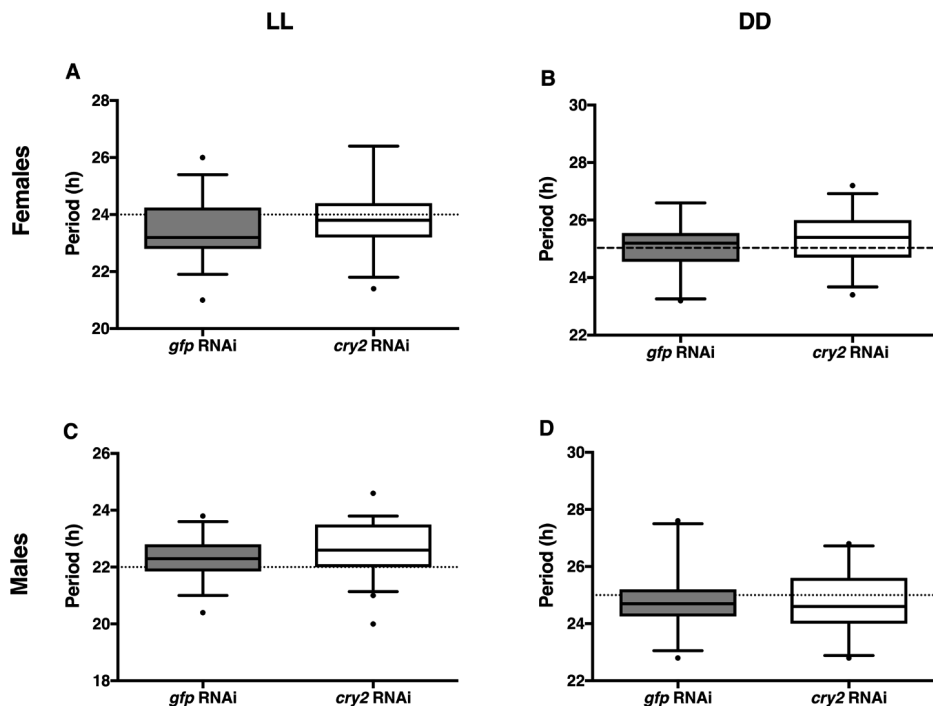 LL
DD
Females
Males
A
Period (h)
28
26
24
22
20
gfp RNAi
cry2 RNAi
B
Period (h)
30
28
26
24
22
gfp RNAi
cry2 RNAi
C
Period (h)
26
24
22
20
18
gfp RNAi
cry2 RNAi
D
Period (h)
30
28
26
24
22
gfp RNAi
cry2 RNAi